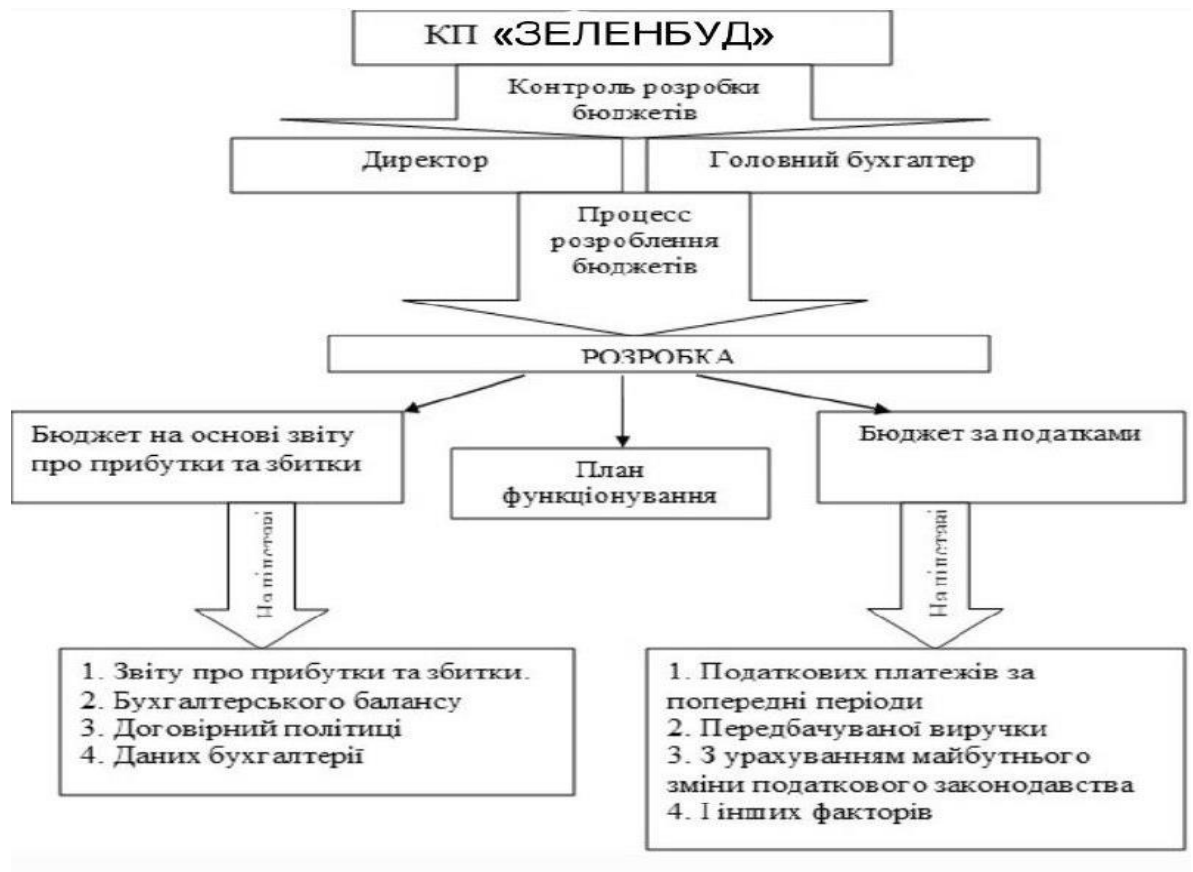 КП «ЗЕЛЕНБУД»
Контроль розробки
бюджетів
Директор
Головний бухгалтер
Процесс
розроблення
бюджетів
РОЗРОБКА
Бюджет на основі звіту
про прибутки та збитки
План
функціонування
Бюджет за податками
На підставі
На підставі
1. Звіту про прибутки та збитки.
2. Бухгалтерського балансу
3. Договірний політиці
4. Даних бухгалтерії
1. Податкових платежів за
попередні періоди
2. Передбачуваної виручки
3. З урахуванням майбутнього
зміни податкового законодавства
4. І інших факторів